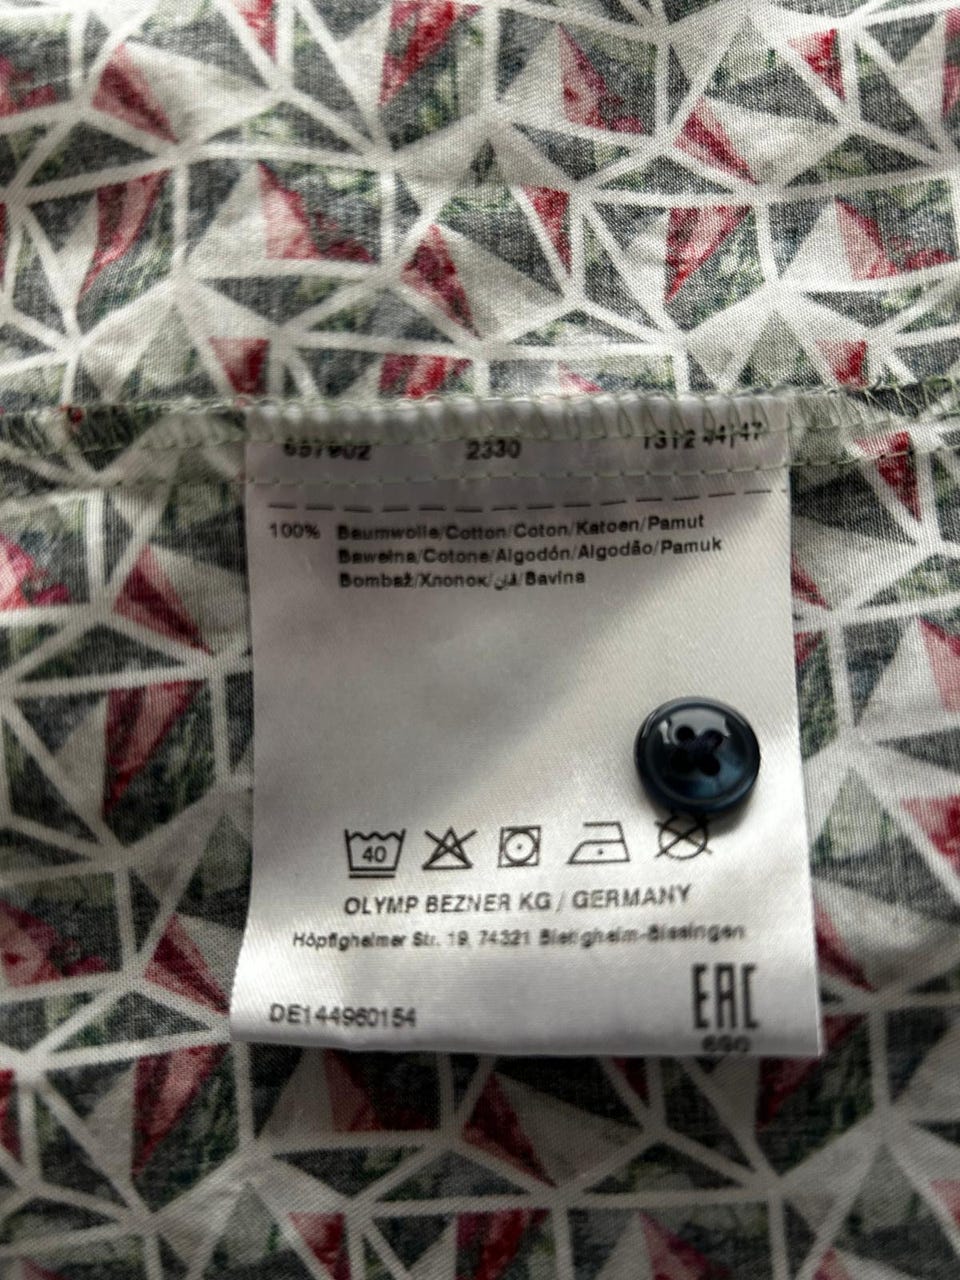 2330
100% Baumwolle/Cotton/Coton/Katoen/Pamut
Bawełna/Cotone/Algodón/Algodão/Pamuk
Bombaž/Хлопок/قطن/Bavlna
40
OLYMP BEZNER KG / GERMANY
Höpfigheimer Str. 19, 74321 Bietigheim-Bissingen
DE144960154
EAC